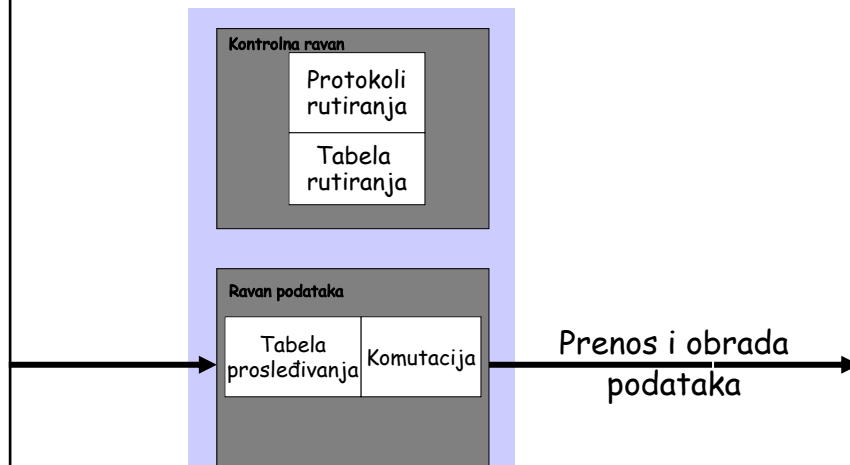 Kontrolna ravan
Protokoli
rutiranja
Tabela
rutiranja
Ravan podataka
Tabela
prosleđivanja
Komutacija
Prenos i obrada
podataka